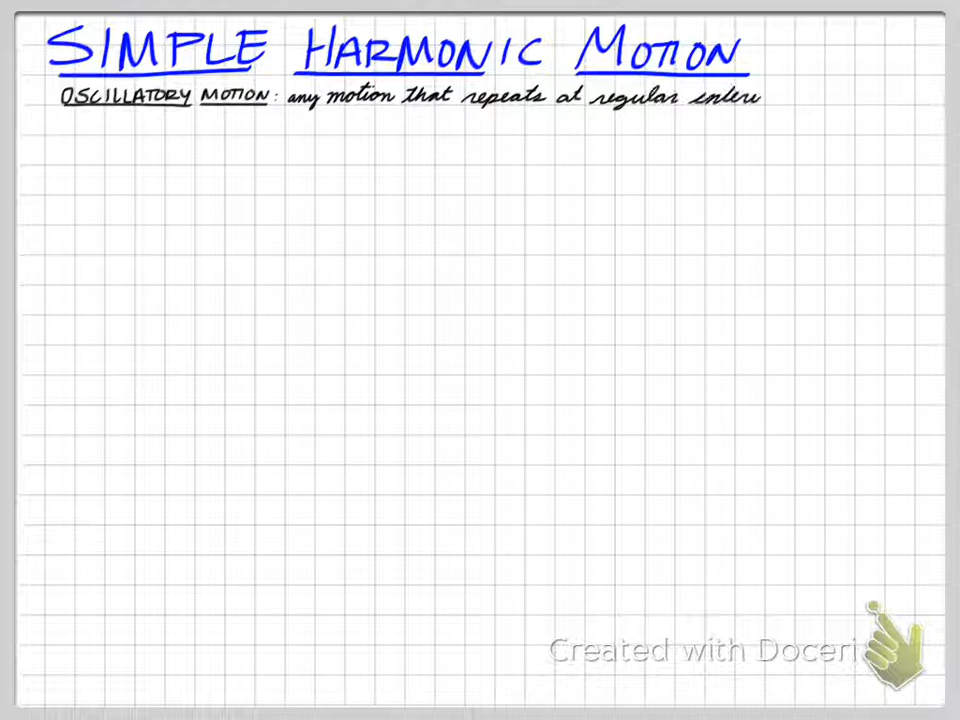 SIMPLE HARMONIC MOTION
OSCILLATORY MOTION: any motion that repeats at regular interv
Created with Doceri